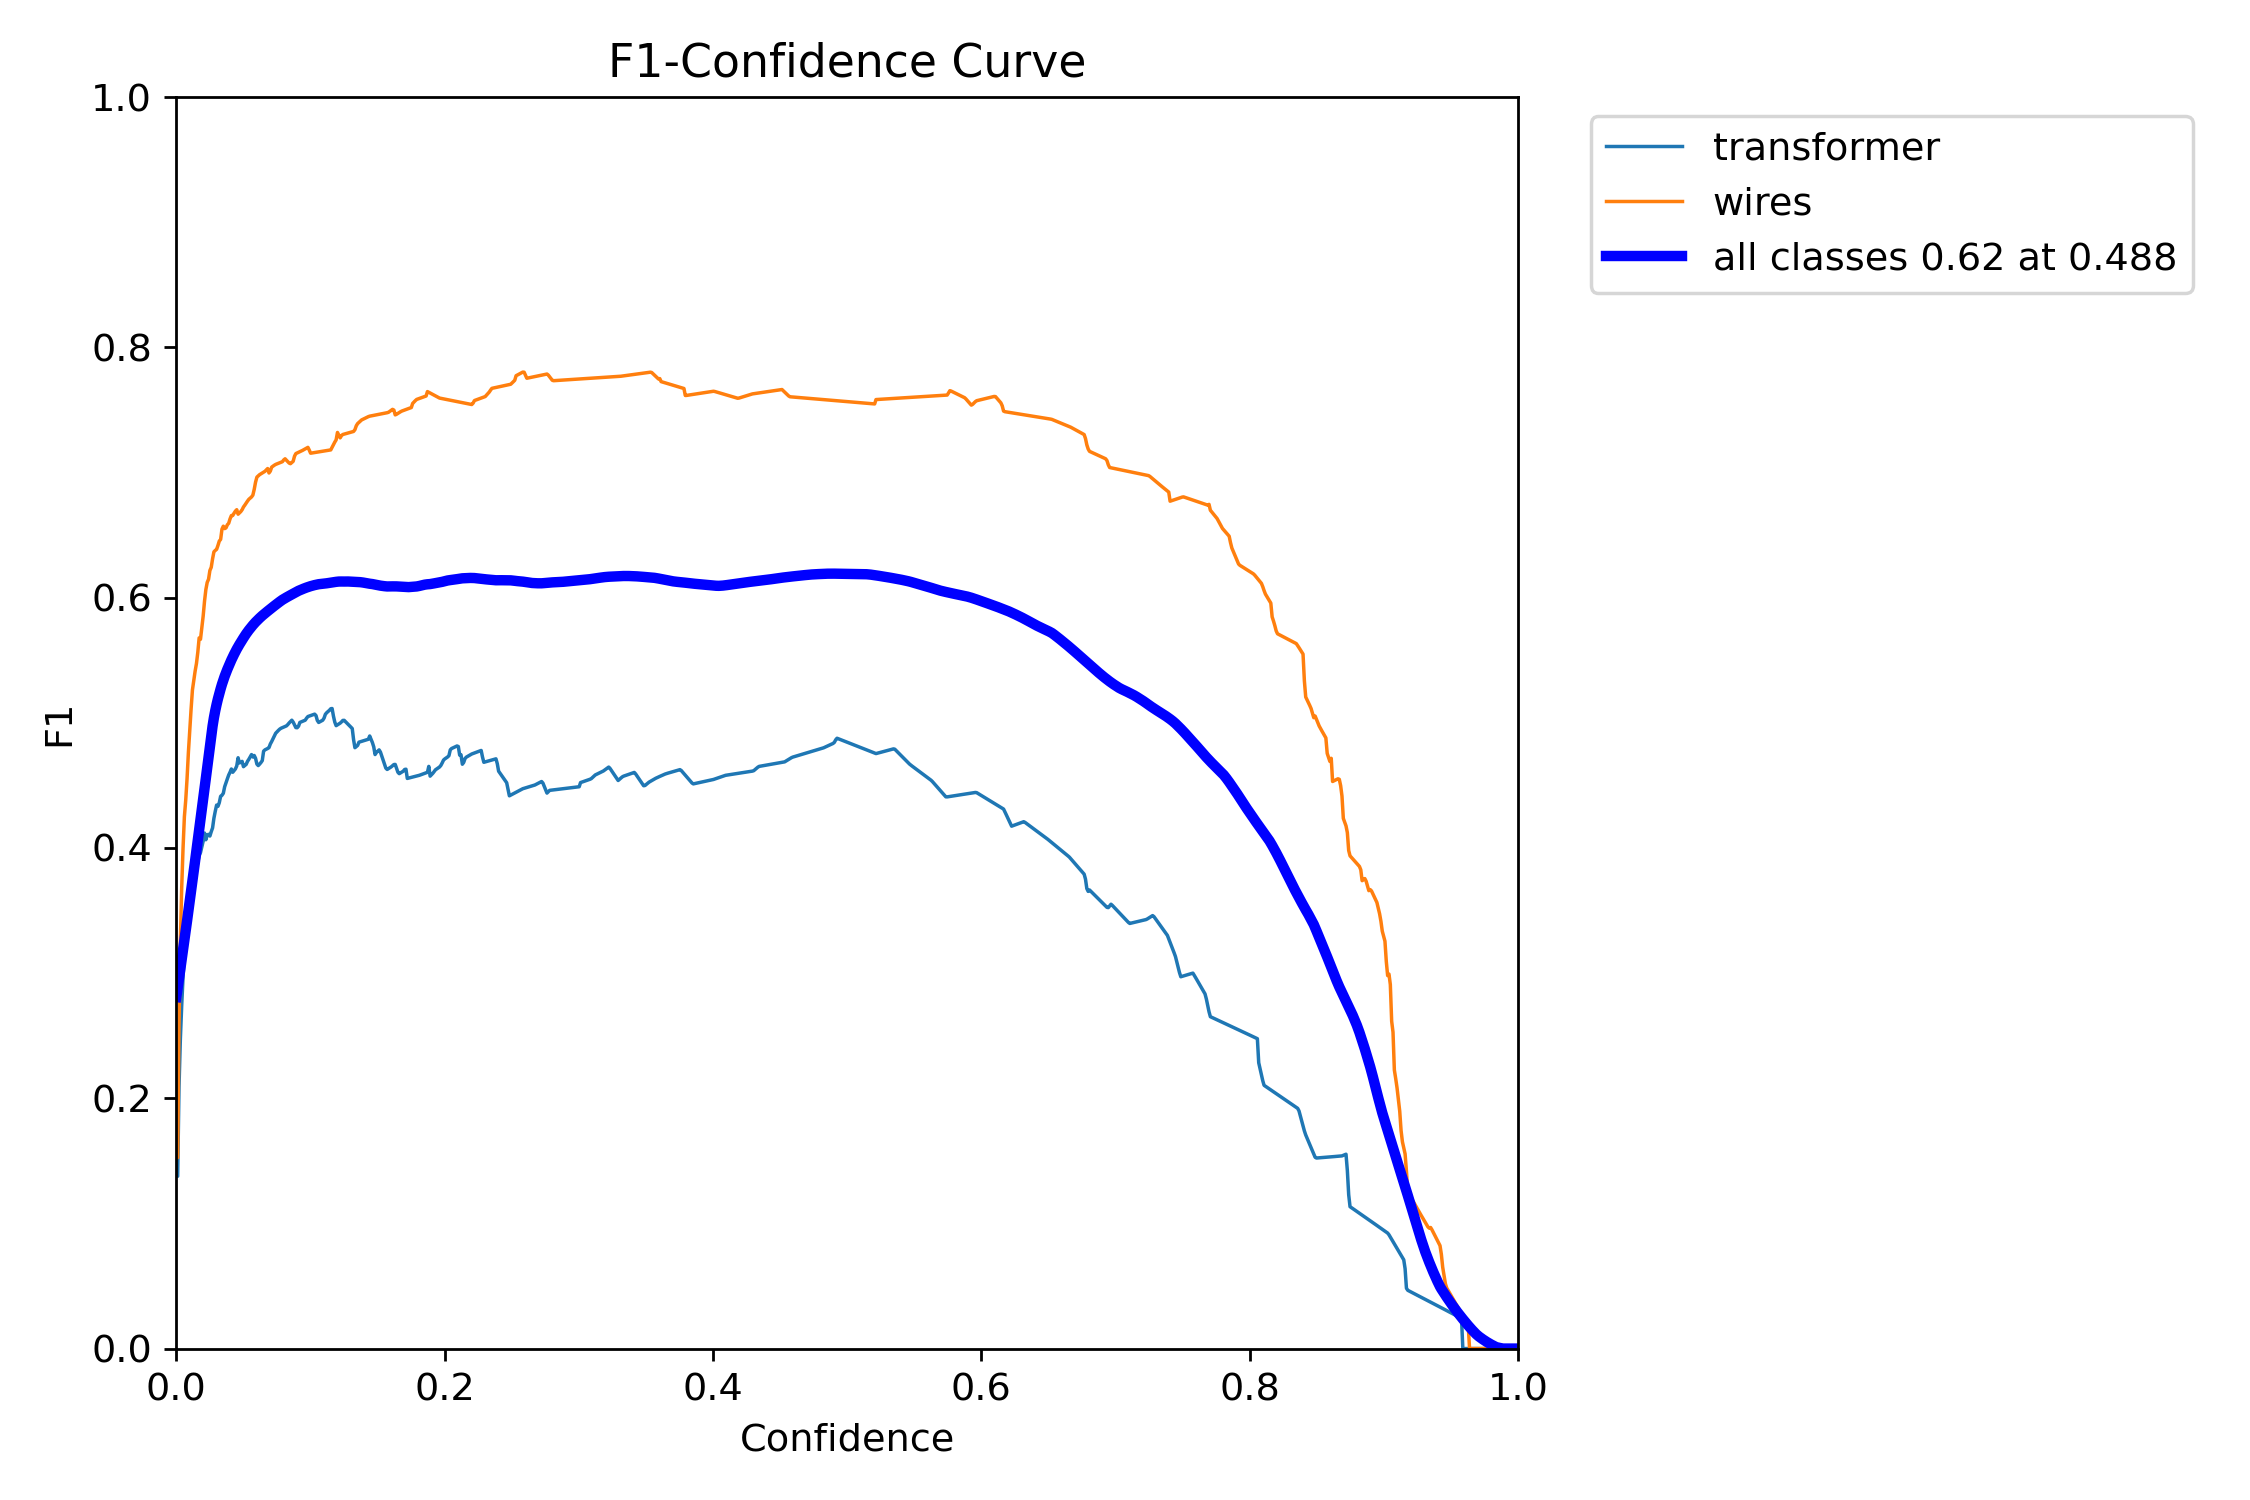 F1-Confidence Curve
transformer
wires
all classes 0.62 at 0.488
1.0
0.8
0.6
0.4
0.2
0.0
F1
0.0 0.2 0.4 0.6 0.8 1.0
Confidence